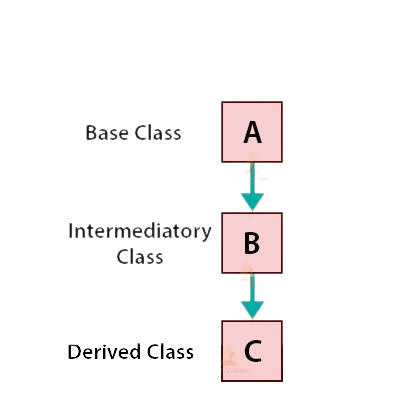 Base Class
A
Intermediatory
Class
B
Derived Class
C